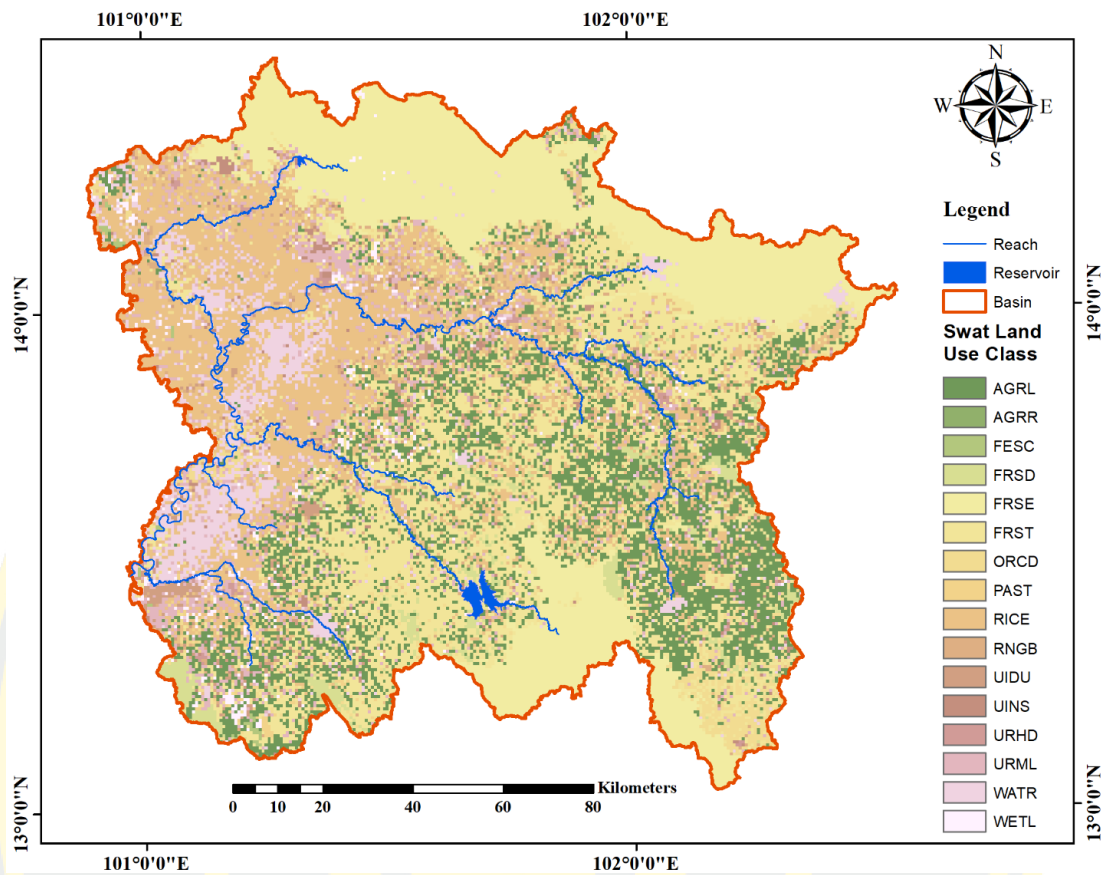 101°0'0"E 102°0'0"E
N
W E
S
Legend
Reach
Reservoir
Basin
14°0'0"N 14°0'0"N
Swat Land
Use Class
AGRL
AGRR
FESC
FRSD
FRSE
FRST
ORCD
PAST
RICE
RNGB
UIDU
UINS
URHD
URML
WATR
WETL
Kilometers
0 10 20 40 60 80
13°0'0"N 13°0'0"N
101°0'0"E 102°0'0"E